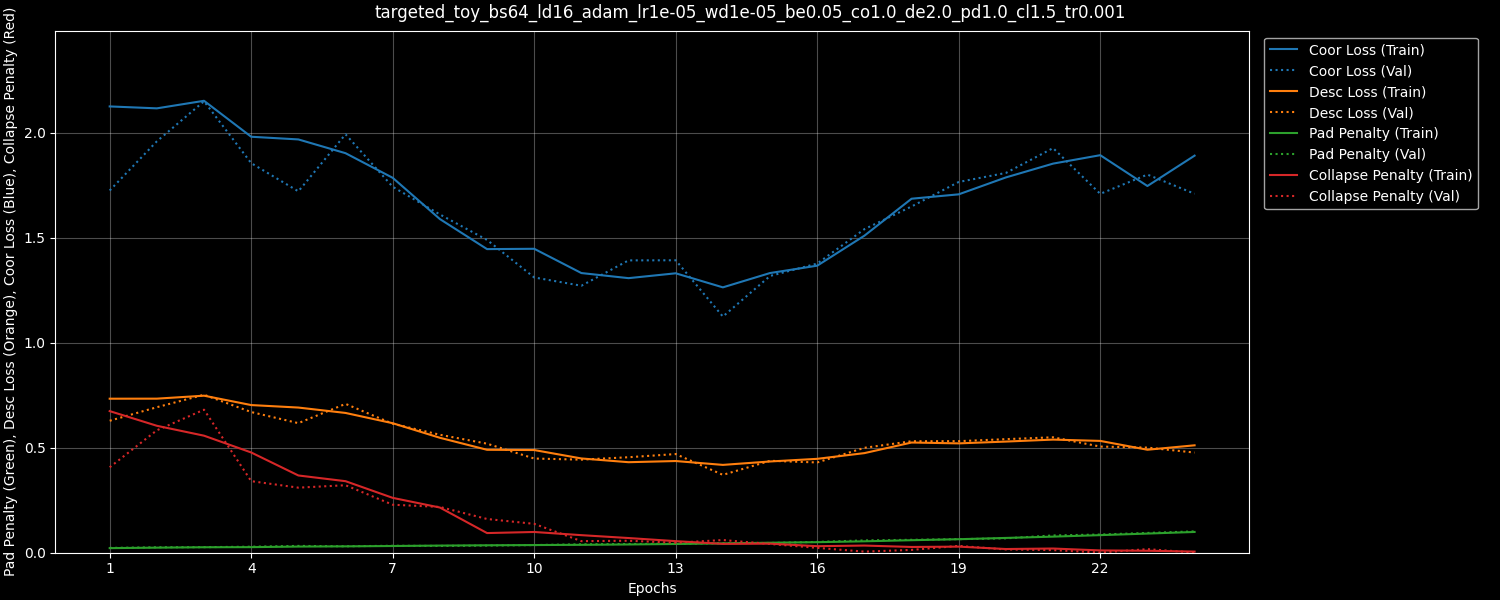 targeted_toy_bs64_ld16_adam_lr1e-05_wd1e-05_be0.05_co1.0_de2.0_pd1.0_cl1.5_tr0.001
Pad Penalty (Green), Desc Loss (Orange), Coor Loss (Blue), Collapse Penalty (Red)
2.0
1.5
1.0
0.5
0.0
1 4 7 10 13 16 19 22
Epochs
Coor Loss (Train)
Coor Loss (Val)
Desc Loss (Train)
Desc Loss (Val)
Pad Penalty (Train)
Pad Penalty (Val)
Collapse Penalty (Train)
Collapse Penalty (Val)